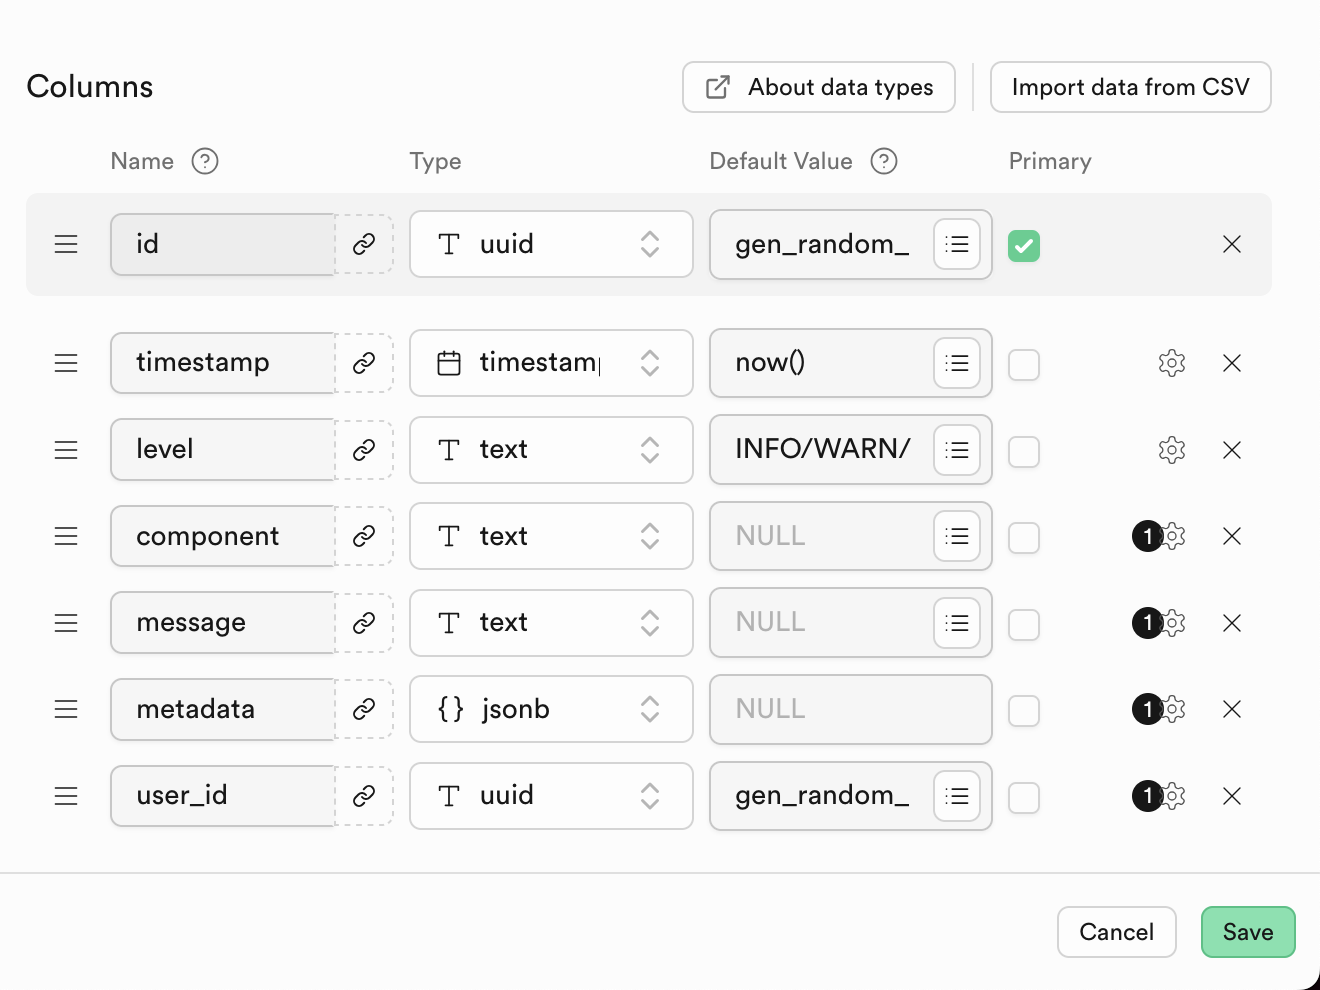 Columns
About data types
Import data from CSV
Name
Type
Default Value
Primary
id
uuid
gen_random_
timestamp
timestam
now()
level
text
INFO/WARN/
component
text
NULL
1
message
text
NULL
1
metadata
{} jsonb
NULL
1
user_id
uuid
gen_random_
1
Cancel
Save